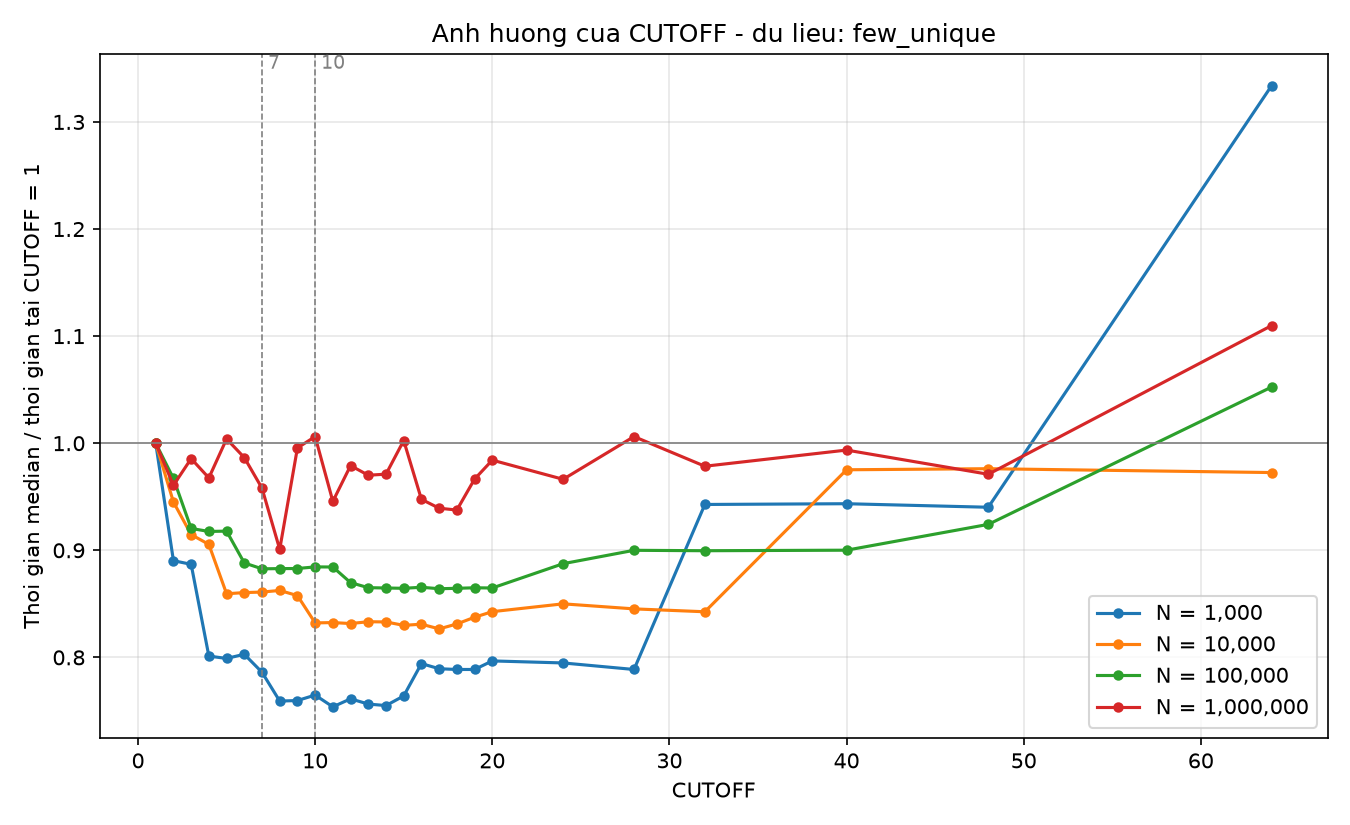 Anh huong cua CUTOFF - du lieu: few_unique
7
10
Thoi gian median / thoi gian tai CUTOFF = 1
1.3
1.2
1.1
1.0
0.9
0.8
N = 1,000
N = 10,000
N = 100,000
N = 1,000,000
0 10 20 30 40 50 60
CUTOFF